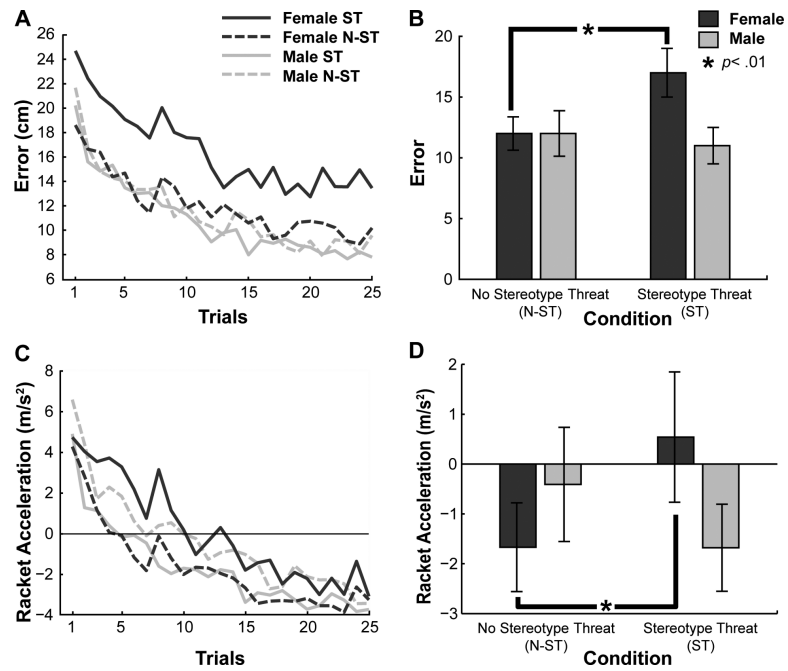 A
Female ST
Female N-ST
Male ST
Male N-ST
26
24
22
20
18
16
14
12
10
8
6
Error (cm)
1
5
10
15
20
25
Trials
B
Female
Male
* p< .01
*
20
15
10
5
0
Error
No Stereotype Threat
(N-ST)
Stereotype Threat
(ST)
Condition
C
8
6
4
2
0
−2
−4
Racket Acceleration (m/s²)
1
5
10
15
20
25
Trials
D
2
1
0
−1
−2
−3
Racket Acceleration (m/s²)
*
No Stereotype Threat
(N-ST)
Stereotype Threat
(ST)
Condition